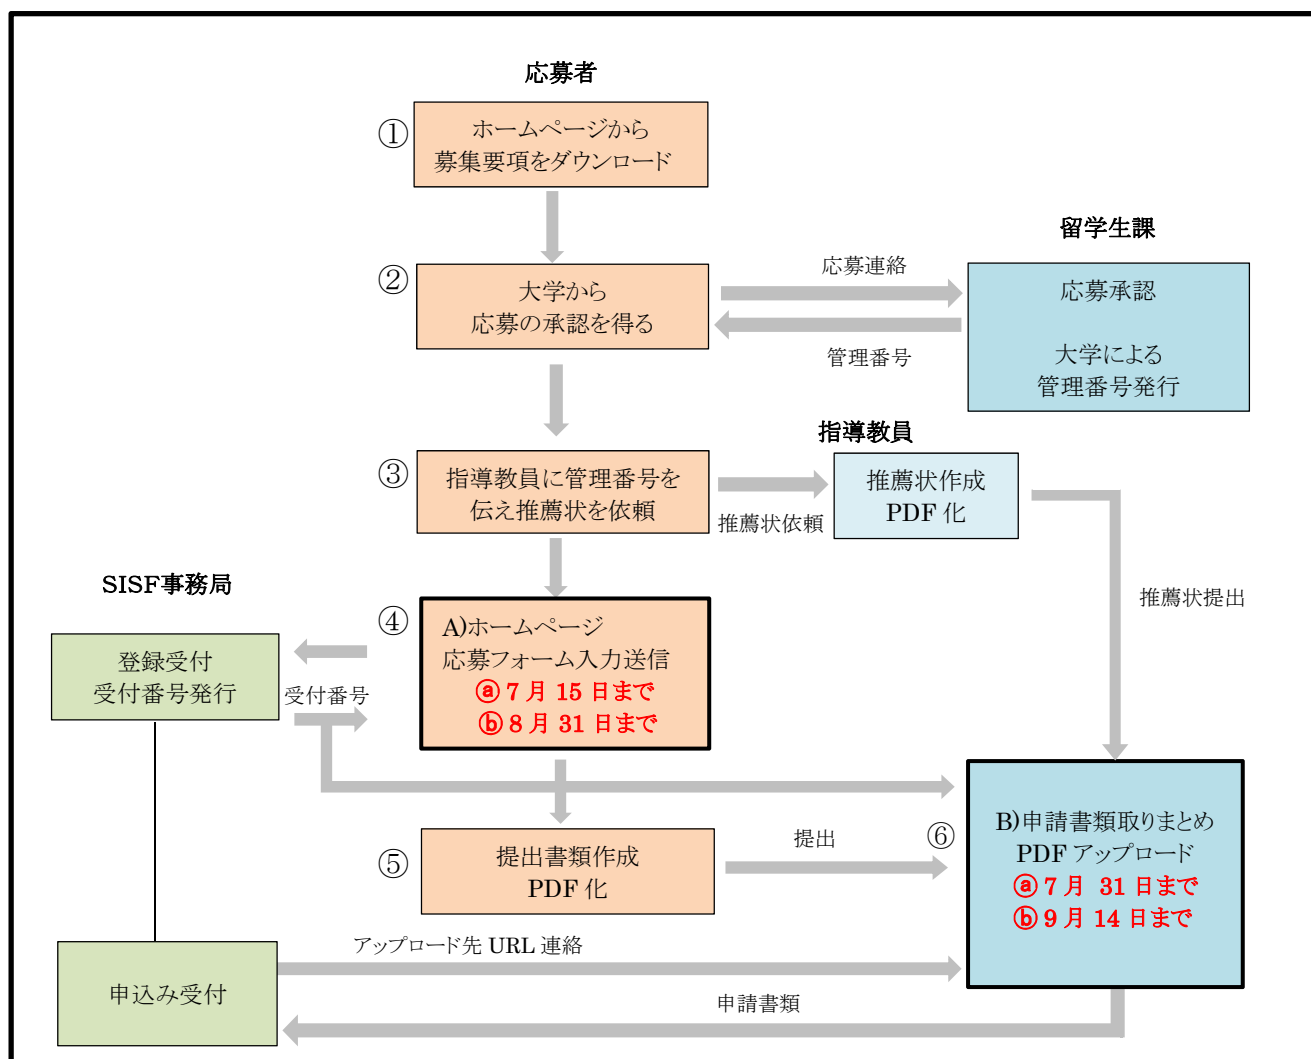 応募者
①
ホームページから
募集要項をダウンロード
留学生課
②
大学から
応募の承認を得る
応募連絡
管理番号
応募承認
大学による
管理番号発行
指導教員
③
指導教員に管理番号を
伝え推薦状を依頼
推薦状依頼
推薦状作成
PDF 化
推薦状提出
SISF事務局
④
A)ホームページ
応募フォーム入力送信
ⓐ 7 月 15 日まで
ⓑ 8 月 31 日まで
登録受付
受付番号発行
受付番号
⑤
提出書類作成
PDF 化
提出
⑥
B)申請書類取りまとめ
PDF アップロード
ⓐ 7 月 31 日まで
ⓑ 9 月 14 日まで
アップロード先 URL 連絡
申込み受付
申請書類